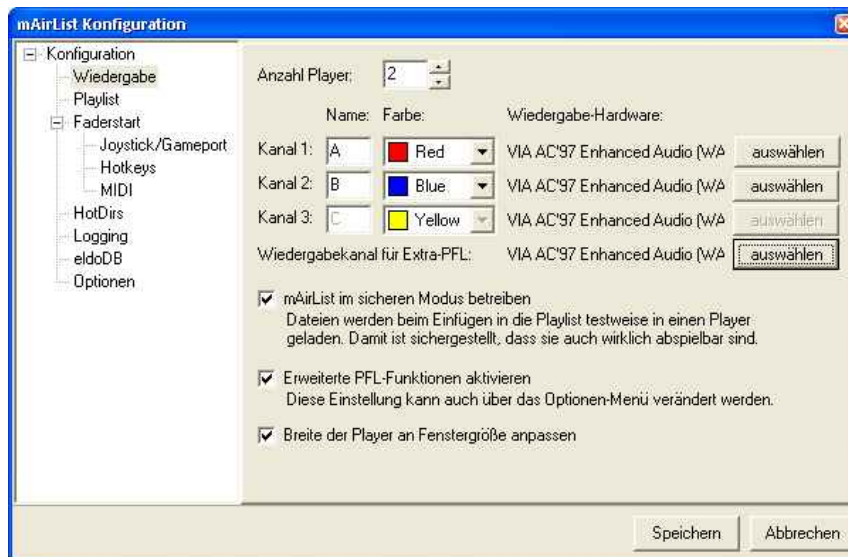 mAirList Konfiguration
Konfiguration
Wiedergabe
Playlist
Faderstart
Joystick/Gameport
Hotkeys
MIDI
HotDirs
Logging
eldoDB
Optionen
Anzahl Player: 2
Name: Farbe: Wiedergabe-Hardware:
Kanal 1: A Red VIA AC'97 Enhanced Audio (WA auswählen
Kanal 2: B Blue VIA AC'97 Enhanced Audio (WA auswählen
Kanal 3: C Yellow VIA AC'97 Enhanced Audio (WA auswählen
Wiedergabekanal für Extra-PFL: VIA AC'97 Enhanced Audio (WA auswählen
mAirList im sicheren Modus betreiben
Dateien werden beim Einfügen in die Playlist testweise in einen Player
geladen. Damit ist sichergestellt, dass sie auch wirklich abspielbar sind.
Erweiterte PFL-Funktionen aktivieren
Diese Einstellung kann auch über das Optionen-Menü verändert werden.
Breite der Player an Fenstergröße anpassen
Speichern Abbrechen